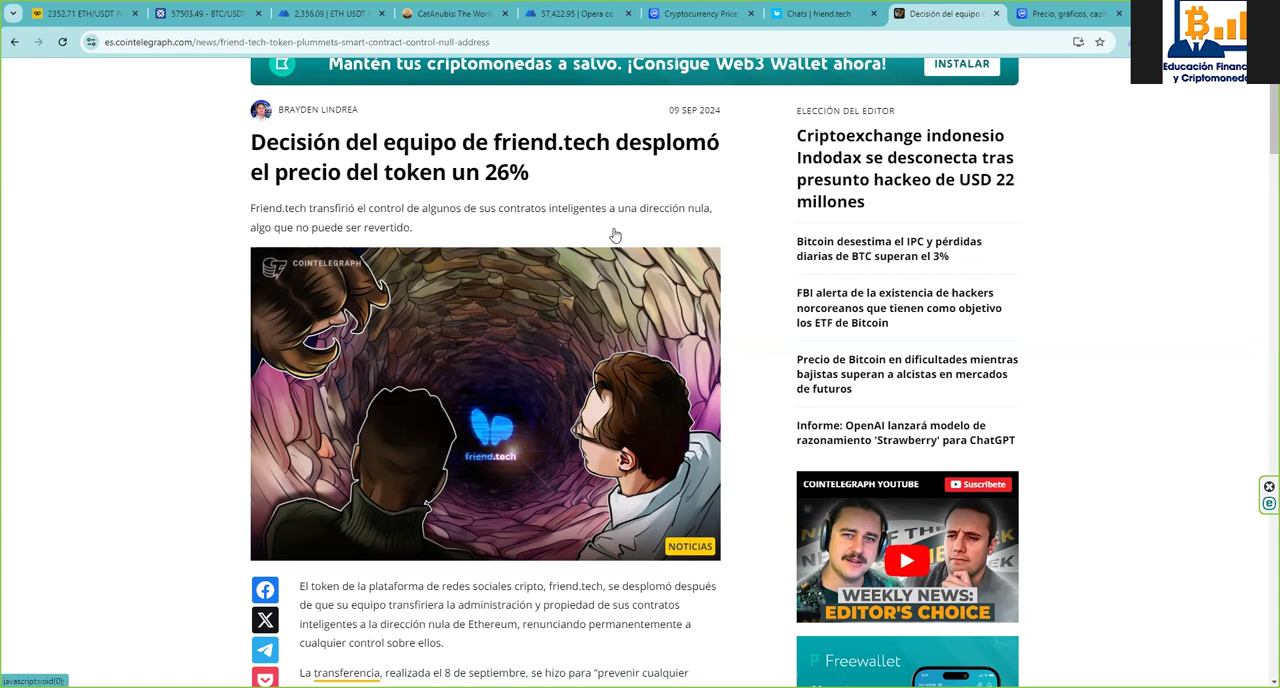 2352.71 ETH/USDT
57503.49 - BTC/USDT
2,356.09 | ETH USDT
CatAnubis: The World
57,422.95 | Opera co
Cryptocurrency Price
Chats | friend.tech
Decisión del equipo
Precio, gráficos,
es.cointelegraph.com/news/friend-tech-token-plummets-smart-contract-control-null-address
Educación Finan
y Criptomoneda
Mantén tus criptomonedas a salvo. ¡Consigue Web3 Wallet ahora!
INSTALAR
BRAYDEN LINDREA
09 SEP 2024
Decisión del equipo de friend.tech desplomó
el precio del token un 26%
Friend.tech transfirió el control de algunos de sus contratos inteligentes a una dirección nula,
algo que no puede ser revertido.
COINTELEGRAPH
friend.tech
NOTICIAS
El token de la plataforma de redes sociales cripto, friend.tech, se desplomó después
de que su equipo transfiriera la administración y propiedad de sus contratos
inteligentes a la dirección nula de Ethereum, renunciando permanentemente a
cualquier control sobre ellos.
La transferencia, realizada el 8 de septiembre, se hizo para “prevenir cualquier
ELECCIÓN DEL EDITOR
Criptoexchange indonesio
Indodax se desconecta tras
presunto hackeo de USD 22
millones
Bitcoin desestima el IPC y pérdidas
diarias de BTC superan el 3%
FBI alerta de la existencia de hackers
norcoreanos que tienen como objetivo
los ETF de Bitcoin
Precio de Bitcoin en dificultades mientras
bajistas superan a alcistas en mercados
de futuros
Informe: OpenAI lanzará modelo de
razonamiento 'Strawberry' para ChatGPT
COINTELEGRAPH YOUTUBE
Suscríbete
WEEKLY NEWS:
EDITOR'S CHOICE
Freewallet
javascript:void(0);